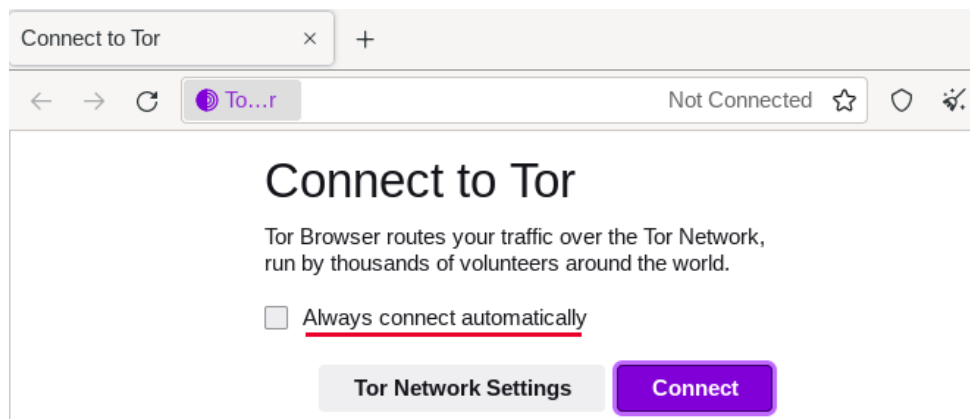 Connect to Tor
To...r
Not Connected
Connect to Tor
Tor Browser routes your traffic over the Tor Network,
run by thousands of volunteers around the world.
Always connect automatically
Tor Network Settings
Connect